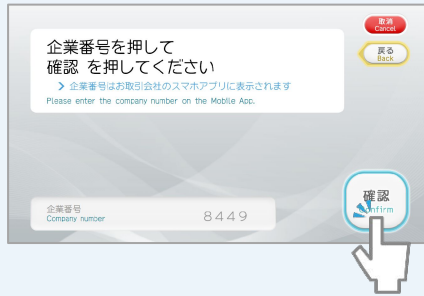 取消
Cancel
企業番号を押して
確認 を押してください
戻る
Back
> 企業番号はお取引会社のスマホアプリに表示されます
Please enter the company number on the Mobile App.
企業番号
Company number
8449
確認
Confirm